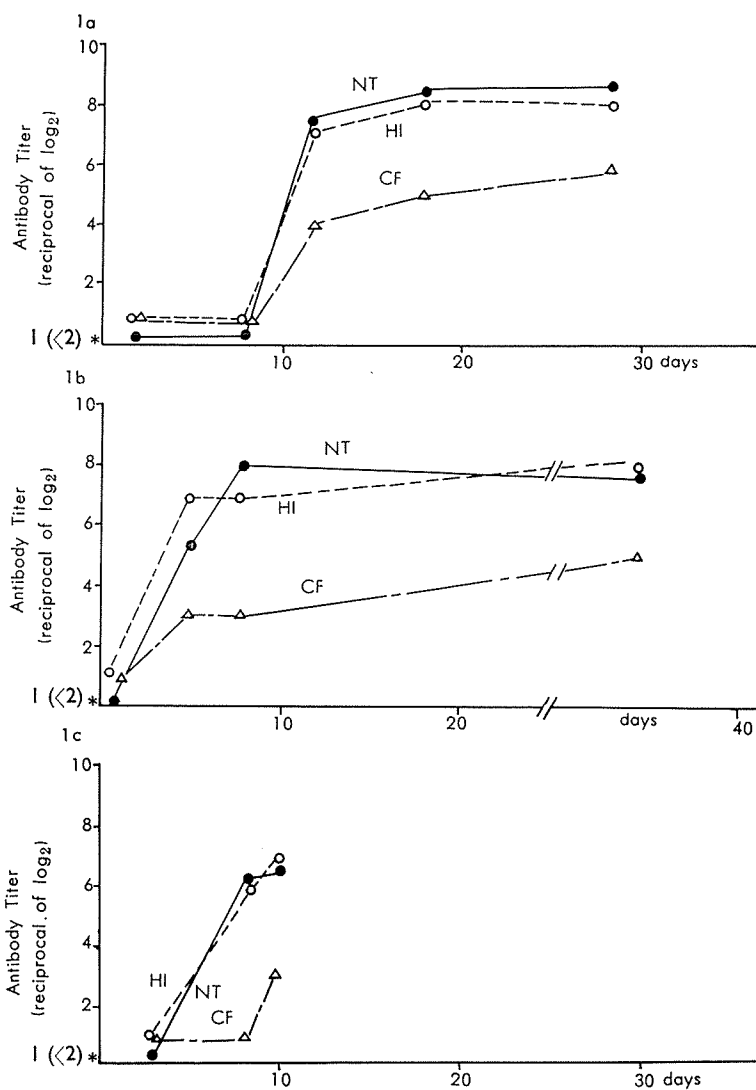 1a
Antibody Titer
(reciprocal of log₂)
10
8
6
4
2
1 (<2) *
NT
HI
CF
10
20
30
days
1b
Antibody Titer
(reciprocal of log₂)
10
8
6
4
2
1 (<2) *
NT
HI
CF
10
20
days
40
1c
Antibody Titer
(reciprocal.of log₂)
10
8
6
4
2
1 (<2) *
HI
NT
CF
10
20
30
days